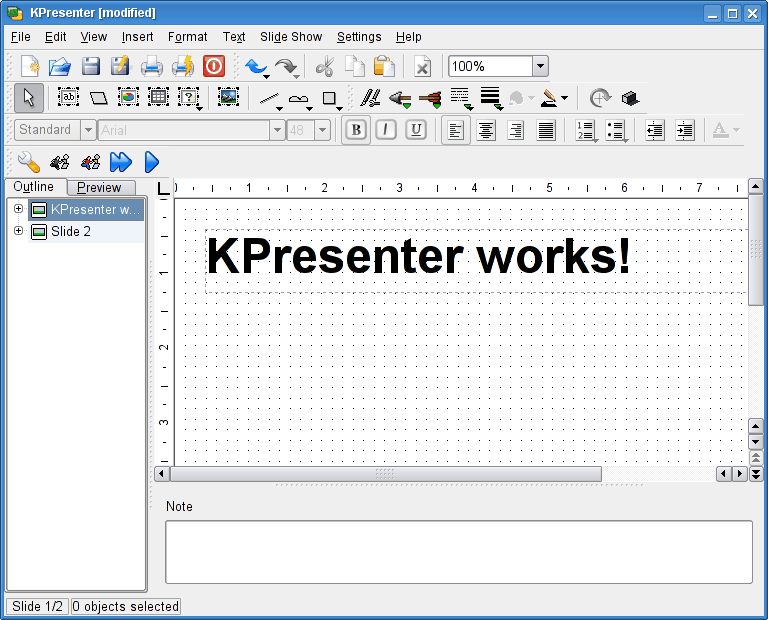 KPresenter [modified]
File Edit View Insert Format Text Slide Show Settings Help
100%
Standard Arial 48 B I U
Outline Preview
1 2 3 4 5 6 7
KPresenter w...
Slide 2
KPresenter works!
1
2
3
Note
Slide 1/2 0 objects selected